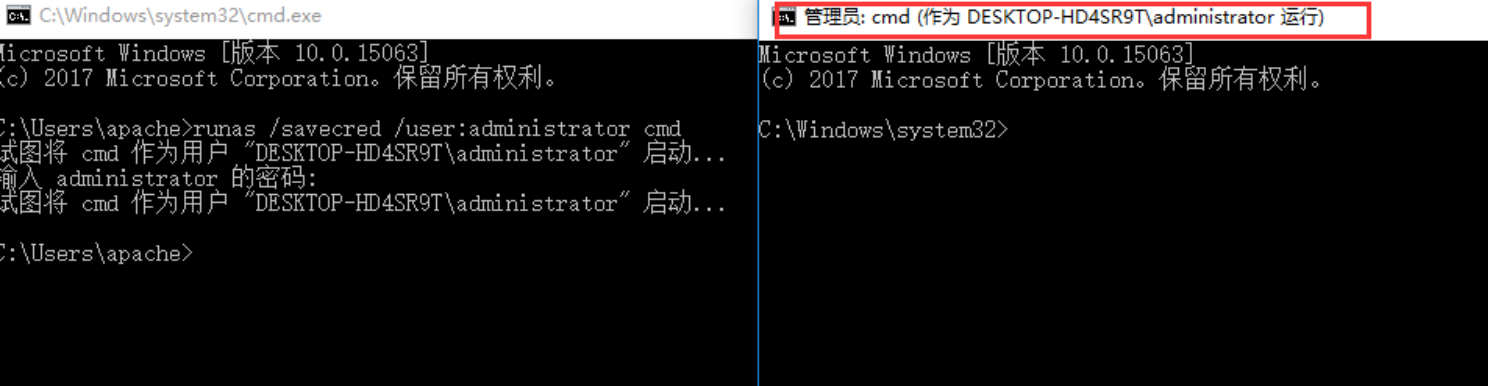 C:\Windows\system32\cmd.exe
Microsoft Windows [版本 10.0.15063]
(c) 2017 Microsoft Corporation。保留所有权利。
C:\Users\apache>runas /savecred /user:administrator cmd
试图将 cmd 作为用户 "DESKTOP-HD4SR9T\administrator" 启动...
输入 administrator 的密码:
试图将 cmd 作为用户 "DESKTOP-HD4SR9T\administrator" 启动...
C:\Users\apache>
管理员: cmd (作为 DESKTOP-HD4SR9T\administrator 运行)
Microsoft Windows [版本 10.0.15063]
(c) 2017 Microsoft Corporation。保留所有权利。
C:\Windows\system32>